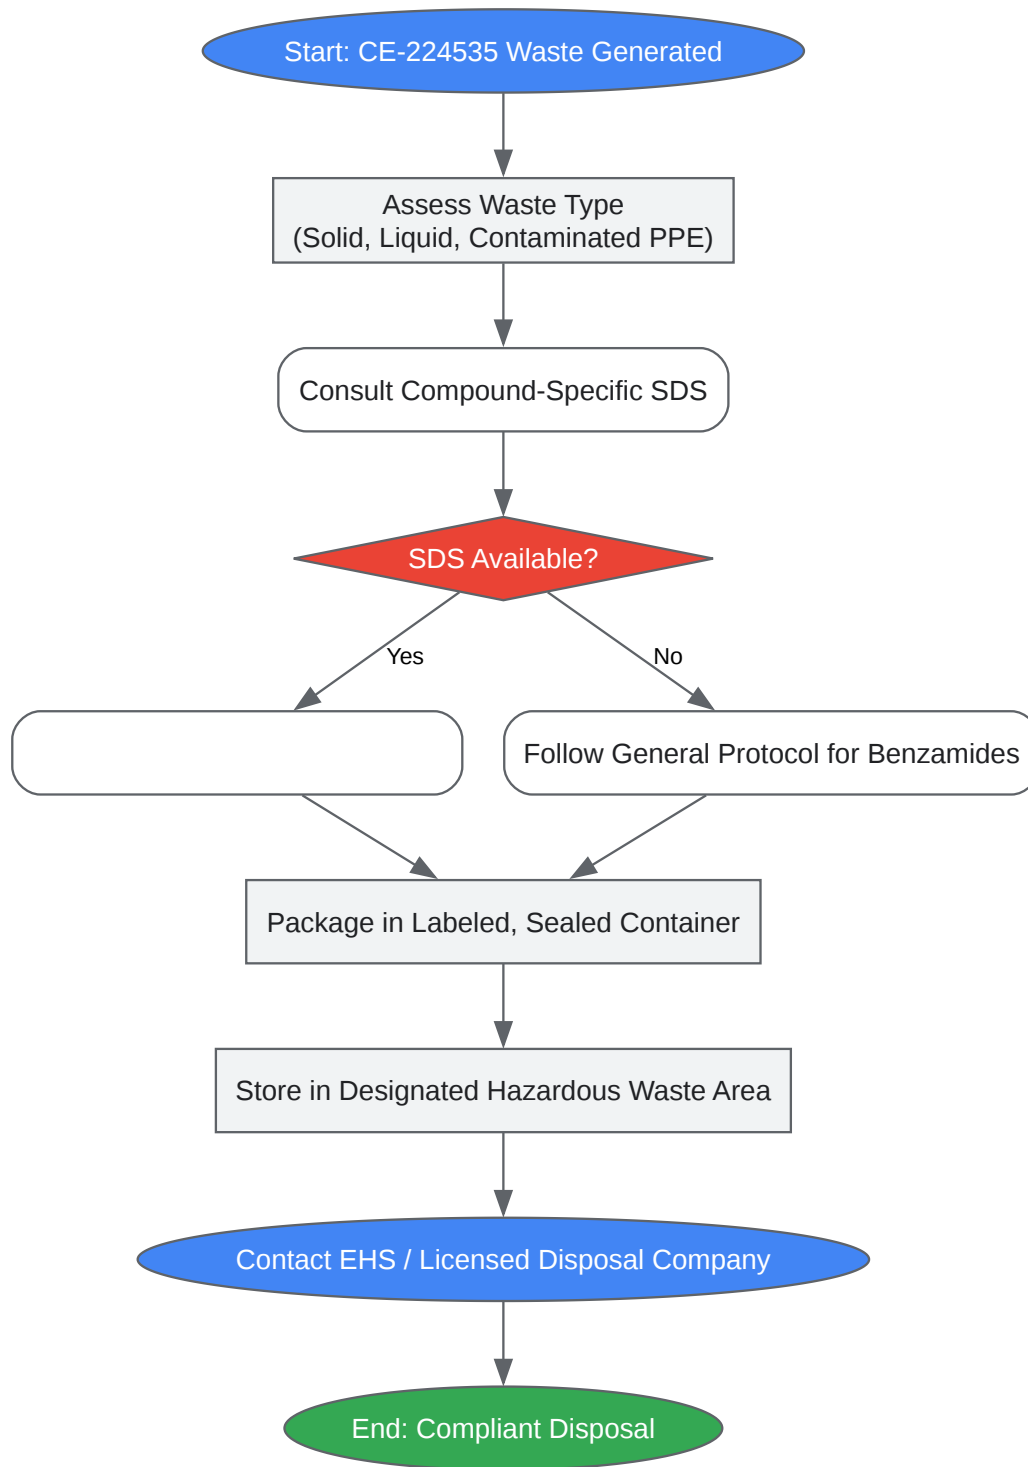 Start: CE-224535 Waste Generated
Assess Waste Type
(Solid, Liquid, Contaminated PPE)
Consult Compound-Specific SDS
SDS Available?
Yes
No
Follow General Protocol for Benzamides
Package in Labeled, Sealed Container
Store in Designated Hazardous Waste Area
Contact EHS / Licensed Disposal Company
End: Compliant Disposal